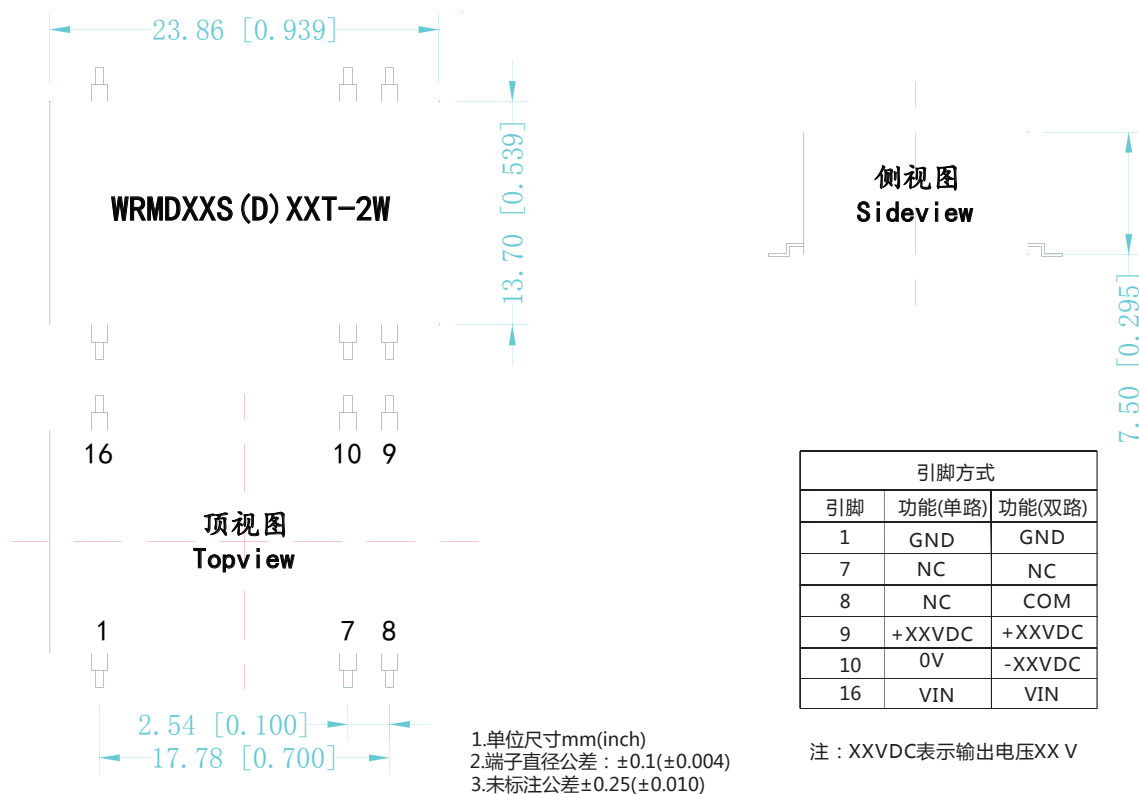 23.86 [0.939]
WRMDXXS(D)XXT-2W
13.70 [0.539]
侧视图
Sideview
7.50 [0.295]
16 10 9
顶视图
Topview
1 7 8
2.54 [0.100]
17.78 [0.700]
1.单位尺寸mm(inch)
2.端子直径公差：±0.1(±0.004)
3.未标注公差±0.25(±0.010)
引脚方式
引脚 功能(单路) 功能(双路)
1 GND GND
7 NC NC
8 NC COM
9 +XXVDC +XXVDC
10 0V -XXVDC
16 VIN VIN
注：XXVDC表示输出电压XX V